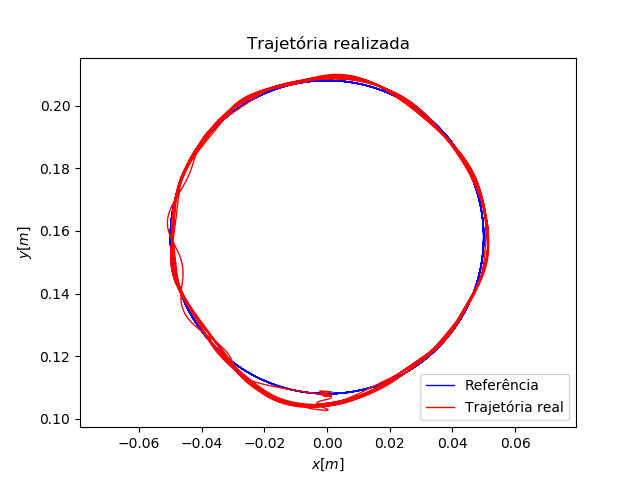 Trajetória realizada
y[m]
0.20
0.18
0.16
0.14
0.12
0.10
−0.06 −0.04 −0.02 0.00 0.02 0.04 0.06
x[m]
Referência
Trajetória real